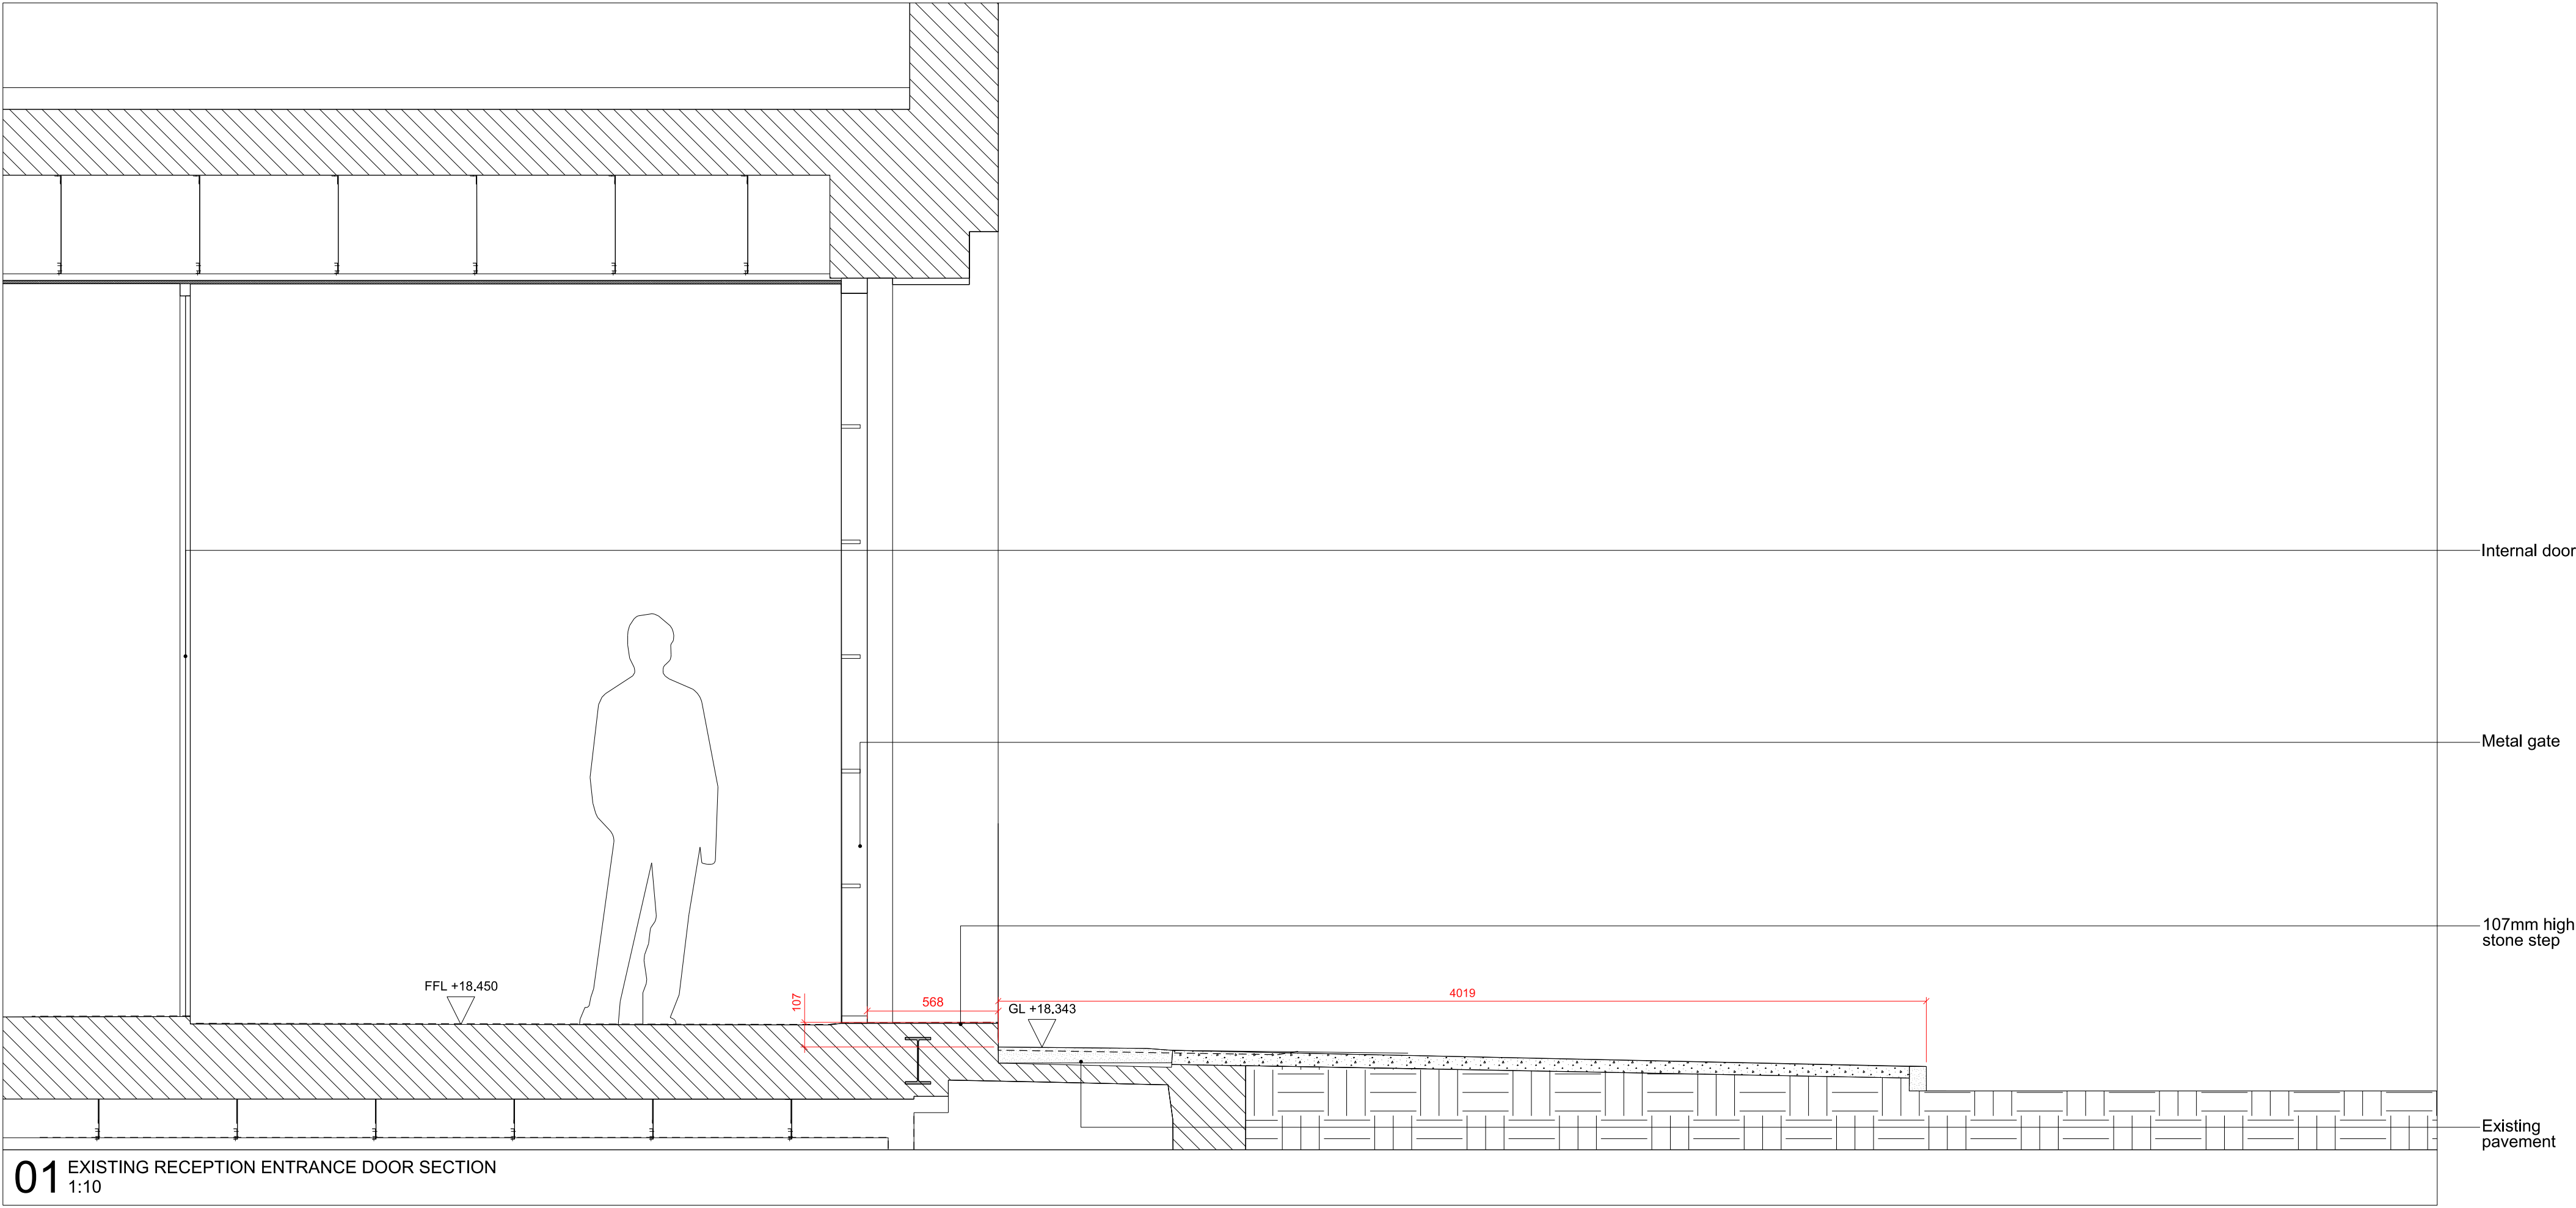 Internal door
Metal gate
107mm high
stone step
FFL +18.450
107
568
GL +18.343
4019
Existing
pavement
01 EXISTING RECEPTION ENTRANCE DOOR SECTION
1:10